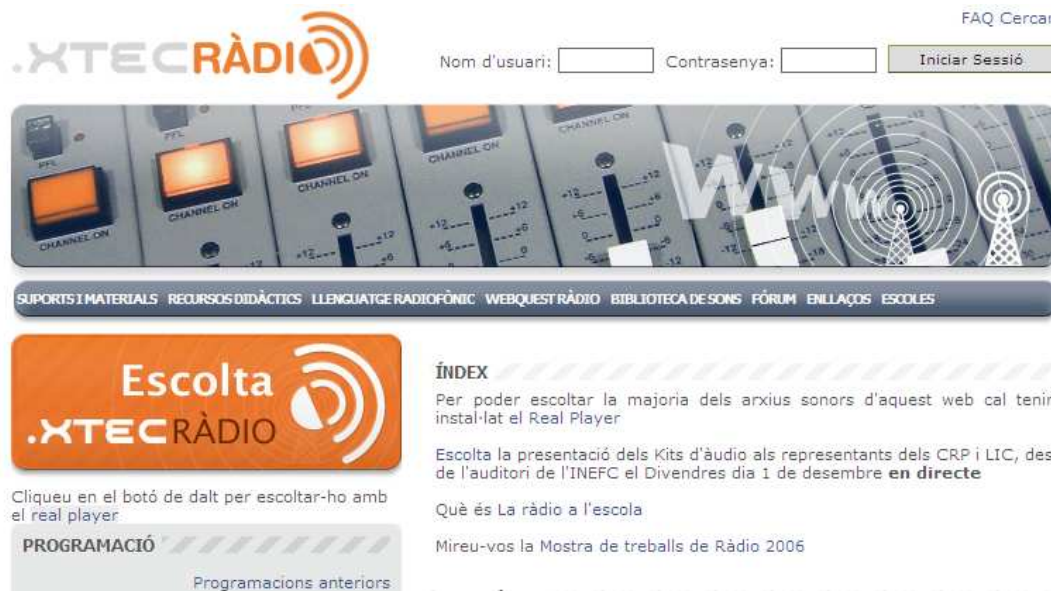 .XTECRÀDIO
FAQ Cercar
Nom d'usuari: Contrasenya: Iniciar Sessió
PFL PFL
CHANNEL ON CHANNEL ON CHANNEL ON CHANNEL ON CHANNEL ON
Www
SUPORTS I MATERIALS RECURSOS DIDÀCTICS LLENGUATGE RADIOFÒNIC WEBQUEST RÀDIO BIBLIOTECA DE SONS FÓRUM ENLLAÇOS ESCOLES
Escolta
.XTEC RÀDIO
Cliqueu en el botó de dalt per escoltar-ho amb
el real player
PROGRAMACIÓ
Programacions anteriors
ÍNDEX
Per poder escoltar la majoria dels arxius sonors d'aquest web cal tenir
instal·lat el Real Player
Escolta la presentació dels Kits d'àudio als representants dels CRP i LIC, des
de l'auditori de l'INEFC el Divendres dia 1 de desembre en directe
Què és La ràdio a l'escola
Mireu-vos la Mostra de treballs de Ràdio 2006